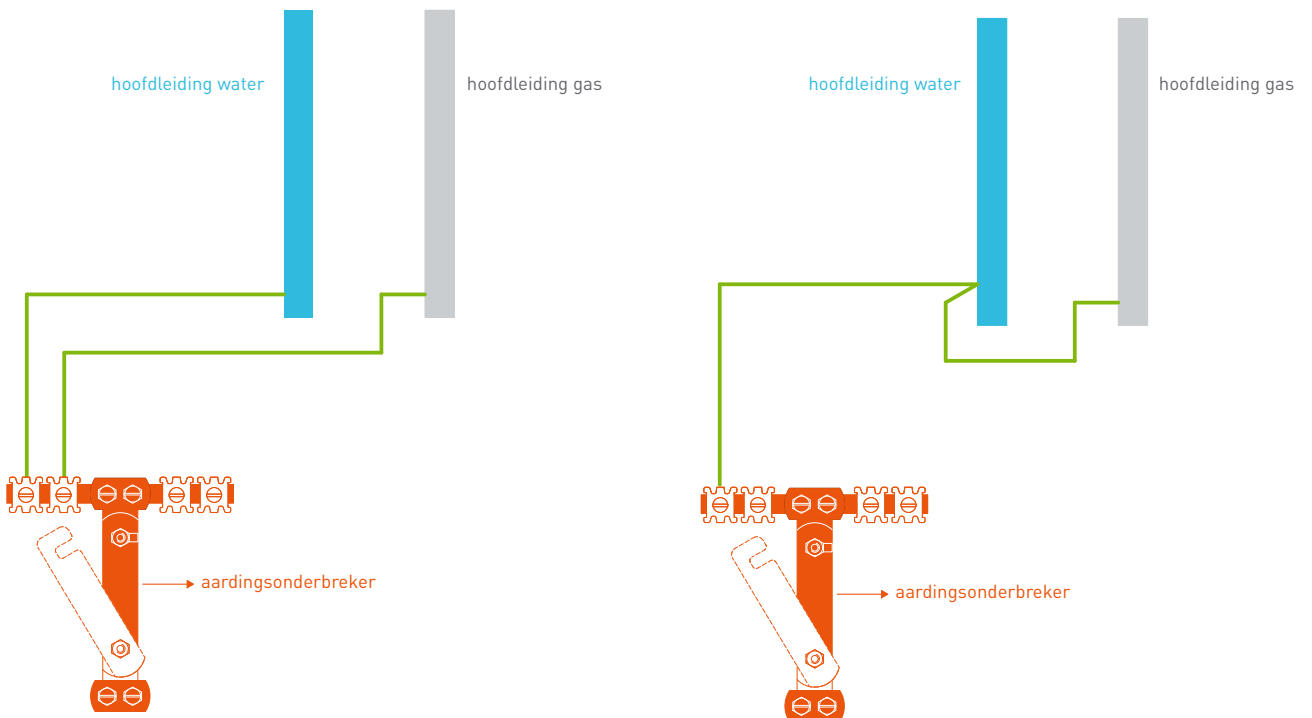 hoofdleiding water
hoofdleiding gas
hoofdleiding water
hoofdleiding gas
aardingsonderbreker
aardingsonderbreker